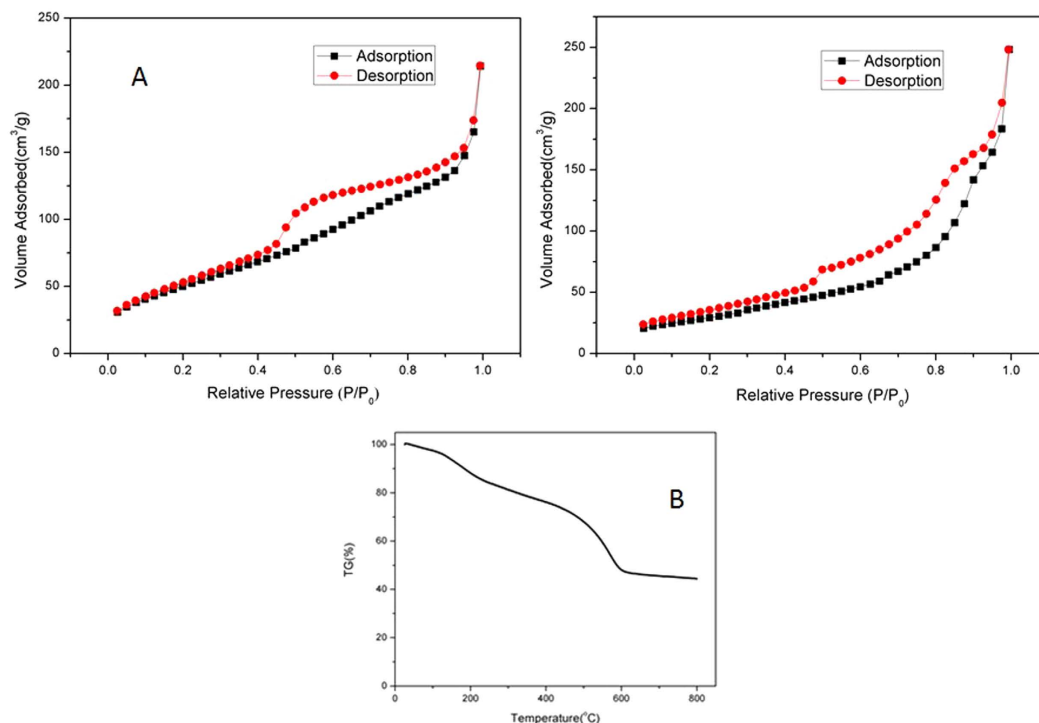 A
Adsorption
Desorption
250
200
150
100
50
0
Volume Adsorbed(cm³/g)
0.0 0.2 0.4 0.6 0.8 1.0
Relative Pressure (P/P₀)
Adsorption
Desorption
250
200
150
100
50
0
Volume Adsorbed(cm³/g)
0.0 0.2 0.4 0.6 0.8 1.0
Relative Pressure (P/P₀)
B
100
80
60
40
20
0
TG(%)
0 200 400 600 800
Temperature(°C)